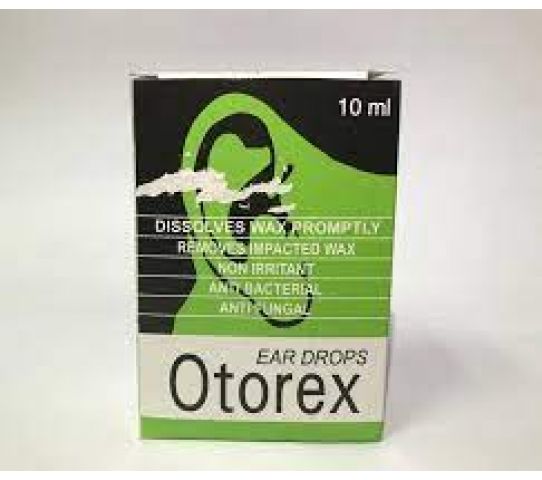 10 ml
DISSOLVES WAX PROMPTLY
REMOVES IMPACTED WAX
NON IRRITANT
ANTI BACTERIAL
ANTI-FUNGAL
EAR DROPS
Otorex